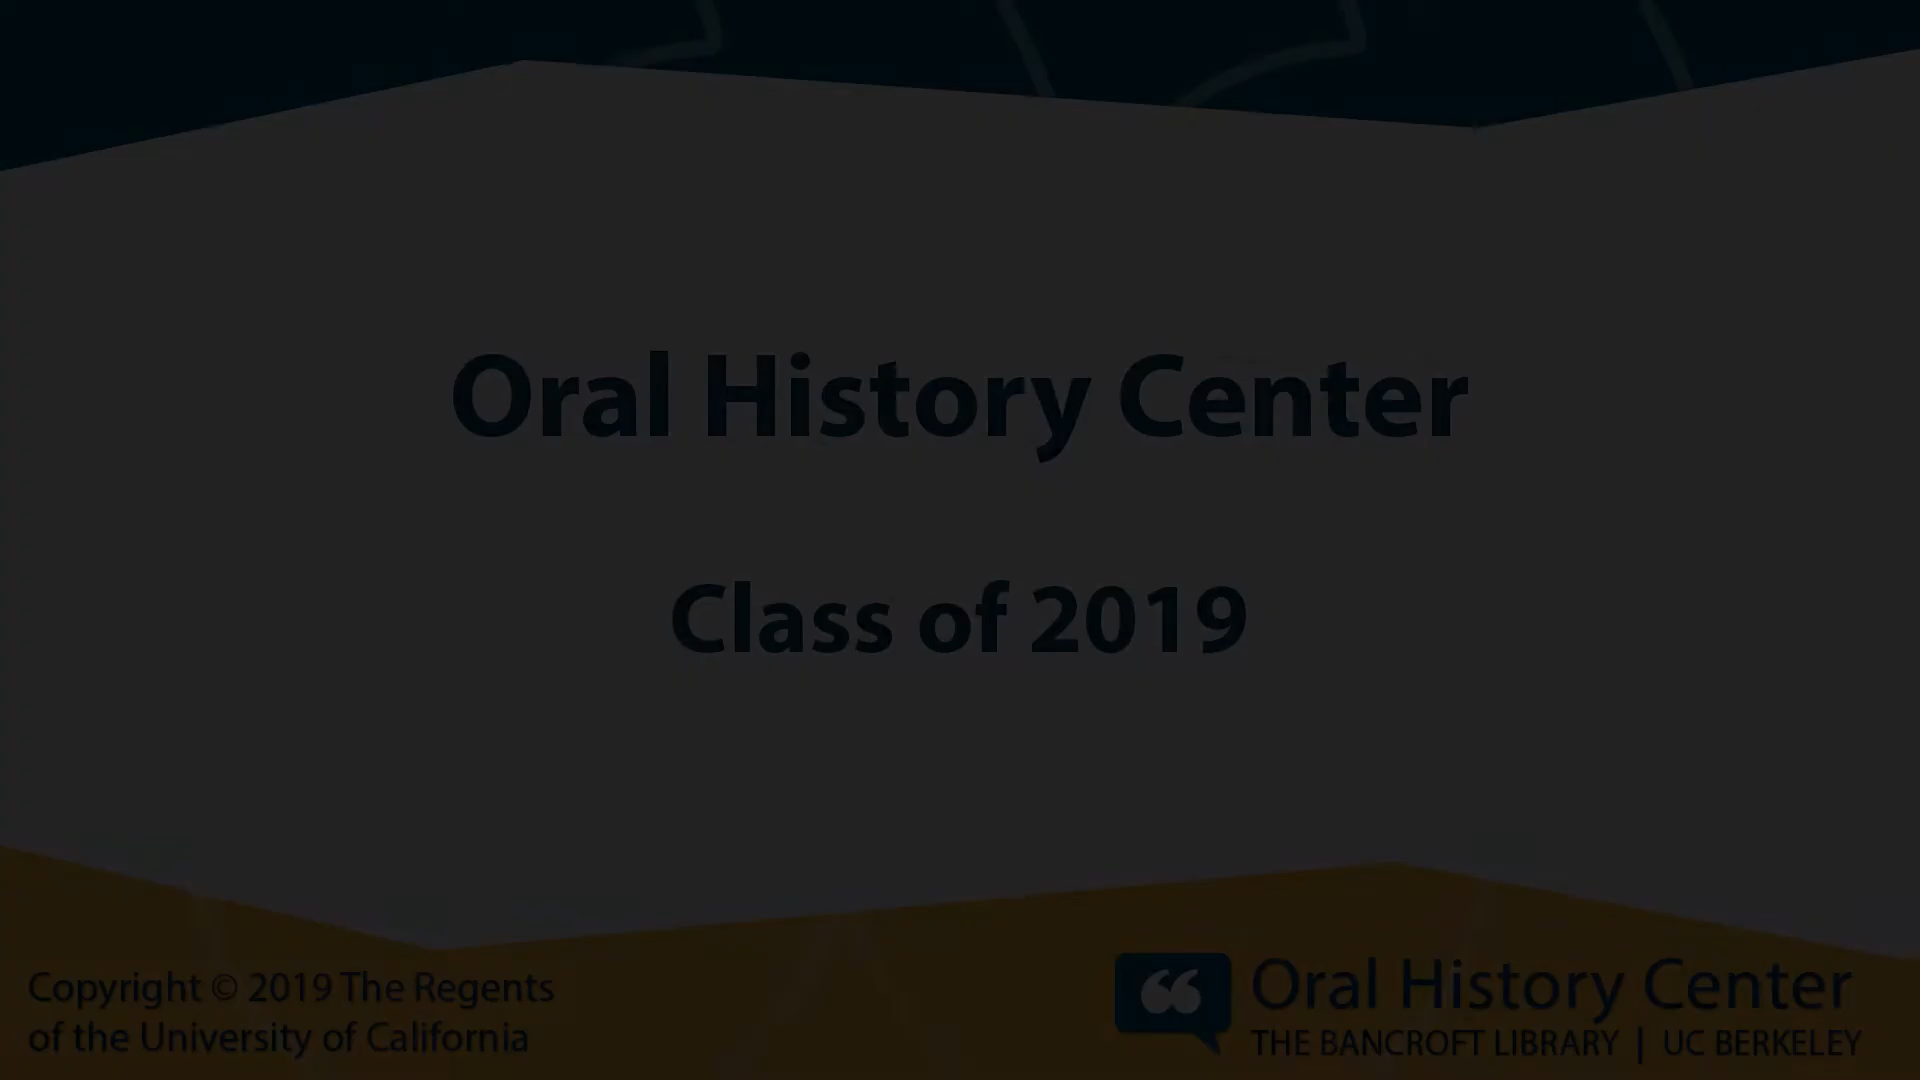 Oral History Center
Class of 2019
Copyright © 2019 The Regents
of the University of California
Oral History Center
THE BANCROFT LIBRARY | UC BERKELEY